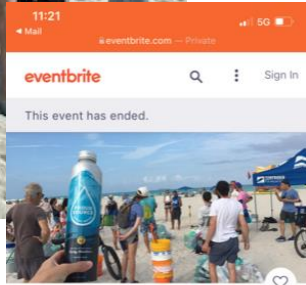 11:21
5G
Mail
eventbrite.com — Private
eventbrite
Sign In
This event has ended.